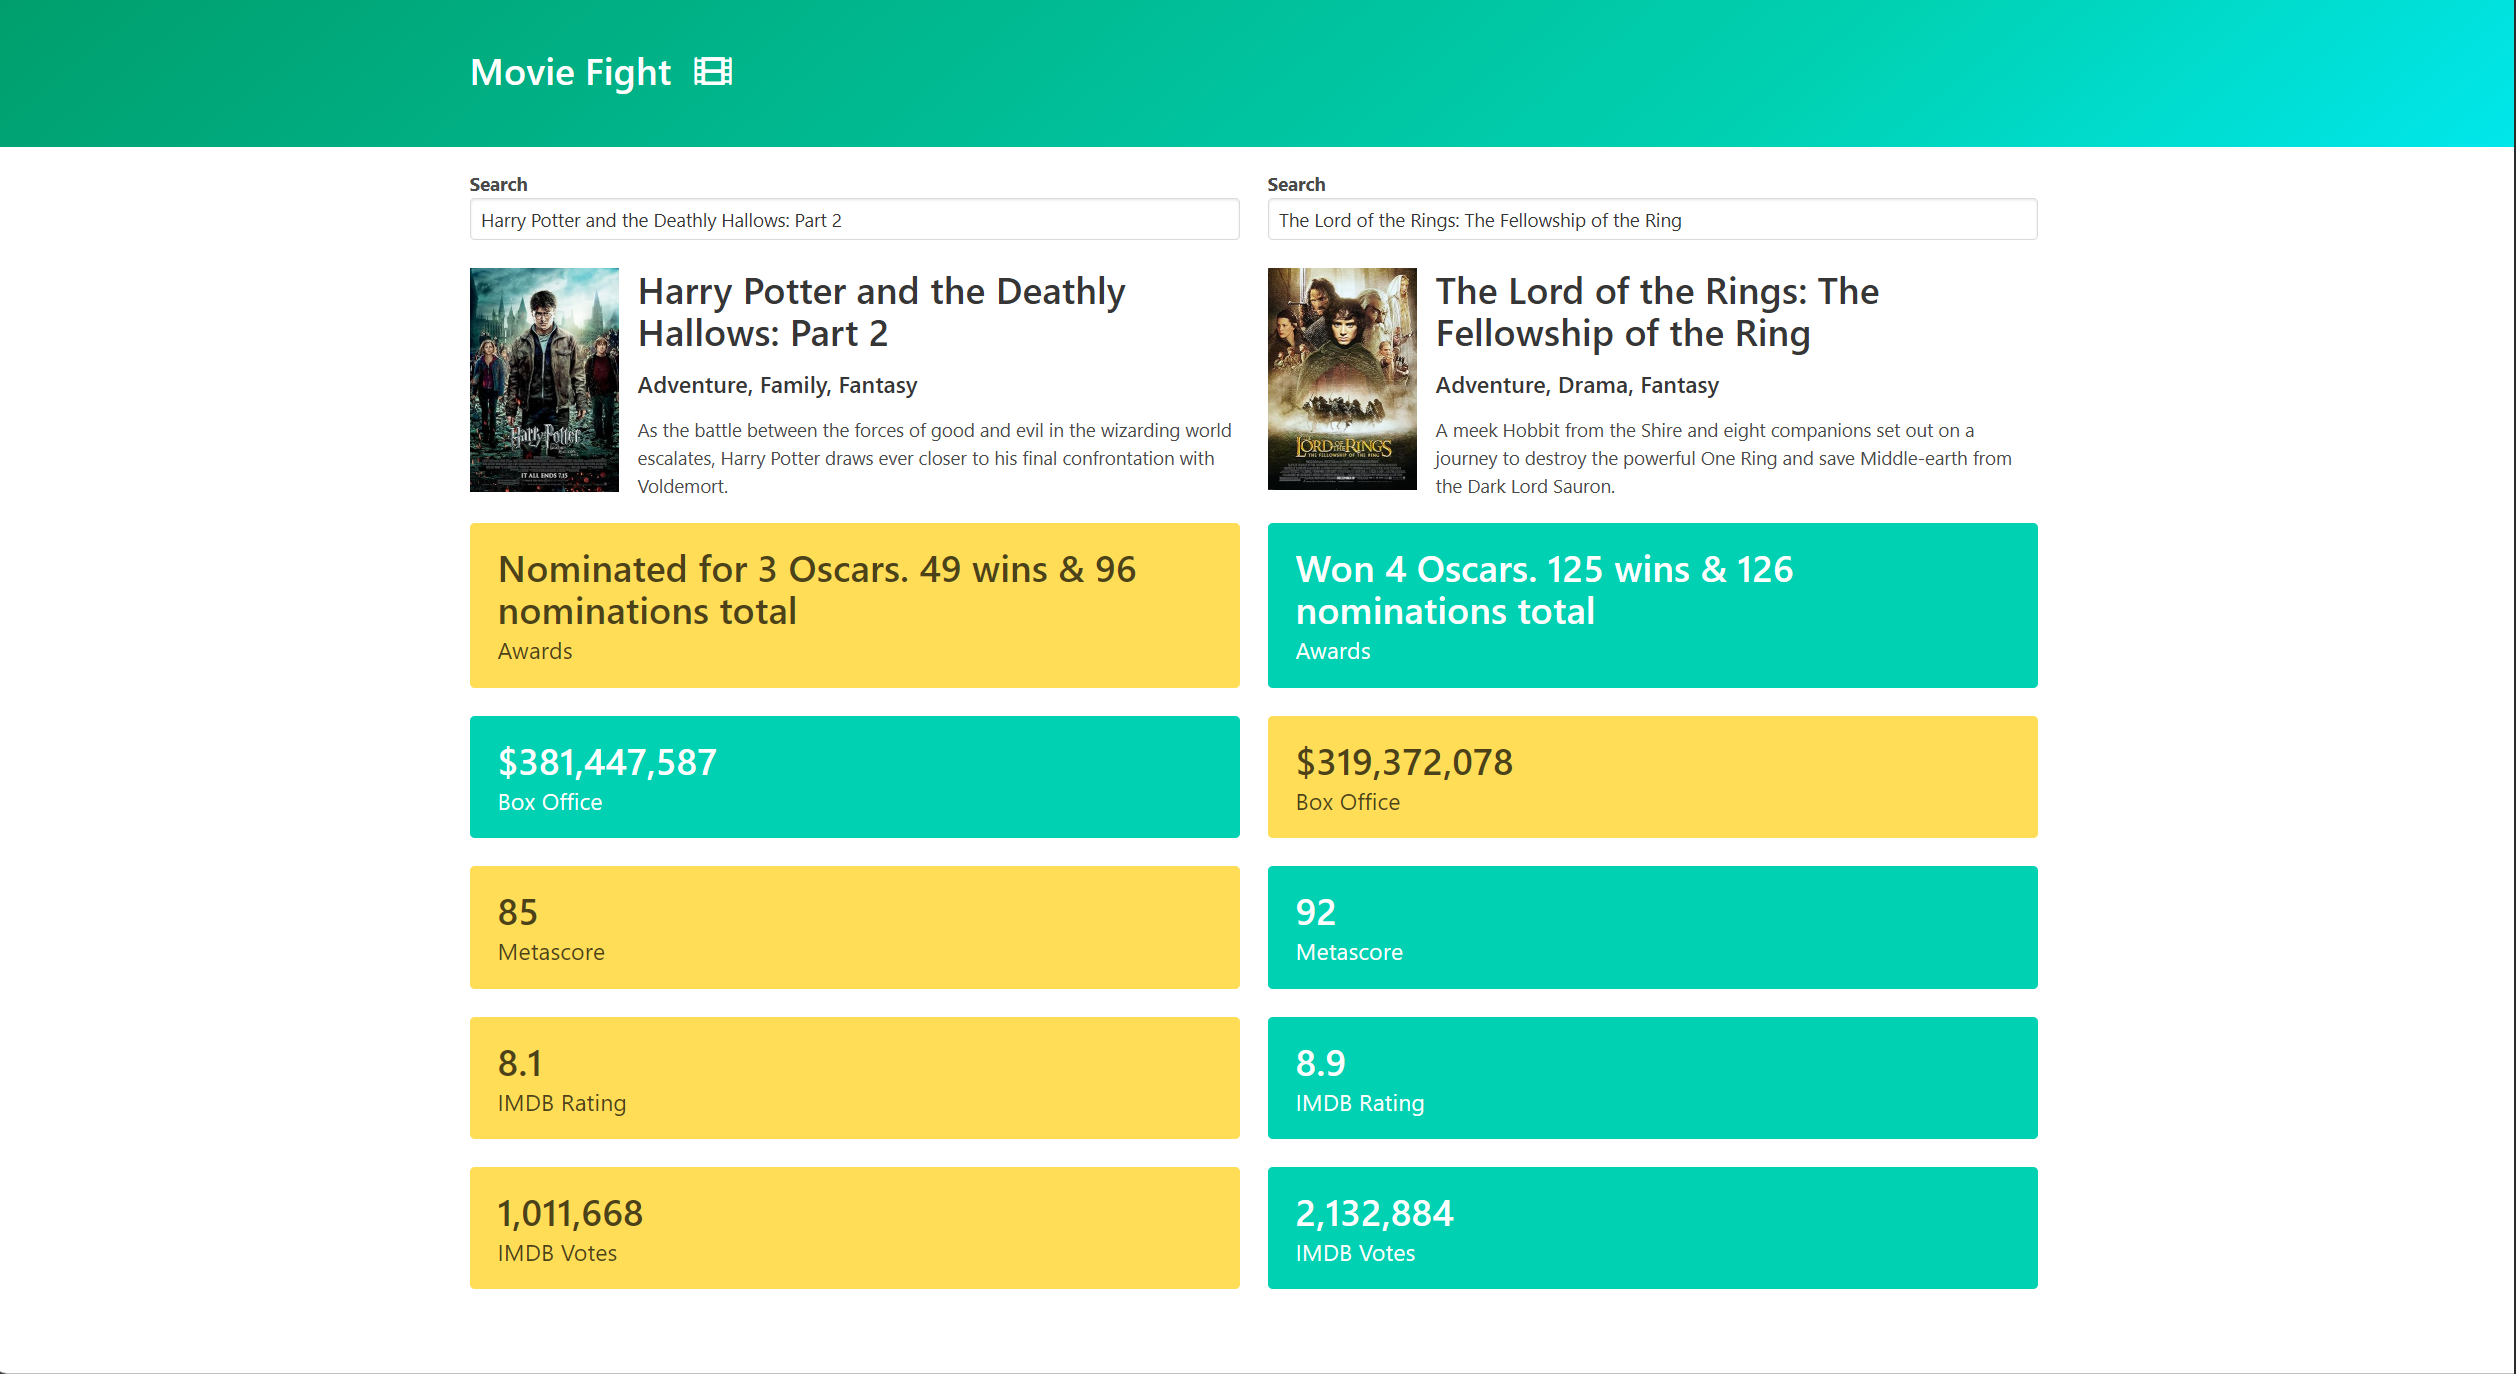 Movie Fight
Search
Harry Potter and the Deathly Hallows: Part 2
Harry Potter
IT ALL ENDS 7.15
Harry Potter and the Deathly
Hallows: Part 2
Adventure, Family, Fantasy
As the battle between the forces of good and evil in the wizarding world
escalates, Harry Potter draws ever closer to his final confrontation with
Voldemort.
Nominated for 3 Oscars. 49 wins & 96
nominations total
Awards
$381,447,587
Box Office
85
Metascore
8.1
IMDB Rating
1,011,668
IMDB Votes
Search
The Lord of the Rings: The Fellowship of the Ring
THE LORD OF THE RINGS
THE FELLOWSHIP OF THE RING
The Lord of the Rings: The
Fellowship of the Ring
Adventure, Drama, Fantasy
A meek Hobbit from the Shire and eight companions set out on a
journey to destroy the powerful One Ring and save Middle-earth from
the Dark Lord Sauron.
Won 4 Oscars. 125 wins & 126
nominations total
Awards
$319,372,078
Box Office
92
Metascore
8.9
IMDB Rating
2,132,884
IMDB Votes